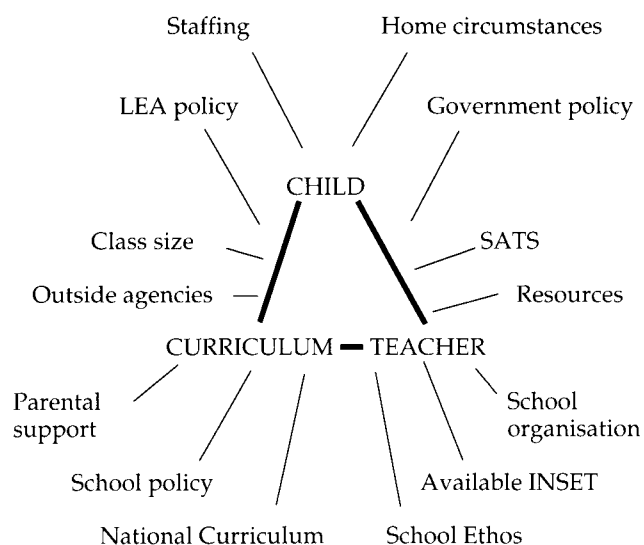 Staffing
Home circumstances
LEA policy
Government policy
CHILD
Class size
SATS
Outside agencies
Resources
CURRICULUM
TEACHER
Parental
support
School
organisation
School policy
Available INSET
National Curriculum
School Ethos